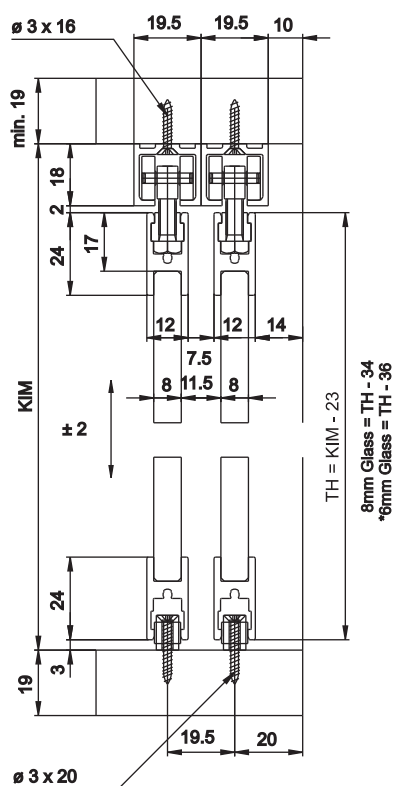 19.5
19.5
10
ø 3 x 16
min. 19
18
2
24
17
12
12
14
7.5
8
11.5
8
KIM
± 2
TH = KIM - 23
8mm Glass = TH - 34
*6mm Glass = TH - 36
24
3
19
19.5
20
ø 3 x 20